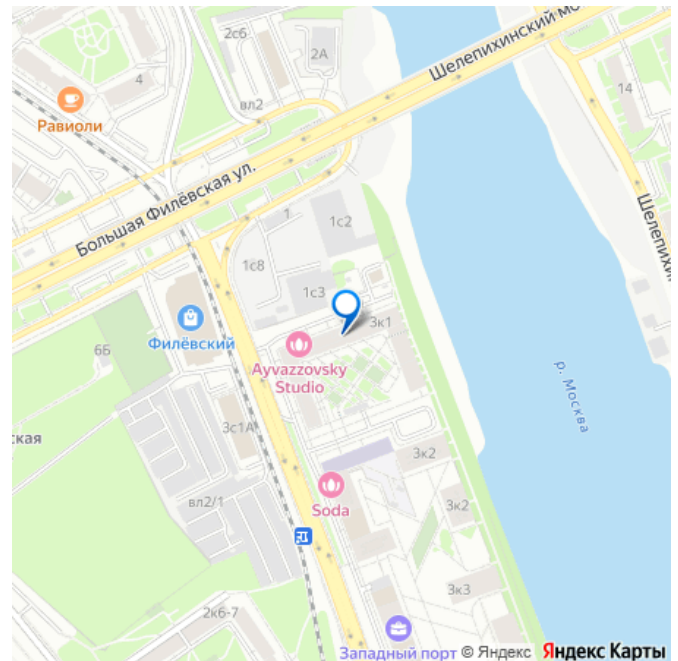 2с6
2А
Шелепихинский мо
4
вл2
14
Равиоли
Большая Филёвская ул.
Шелепихин
1
1с2
1с8
1с3
3к1
Филёвский
6Б
Ayvazzovsky
Studio
р. Москва
3с1А
ская
3к2
вл2/1
Soda
3к2
3к3
2к6-7
Западный порт
© Яндекс Яндекс Карты